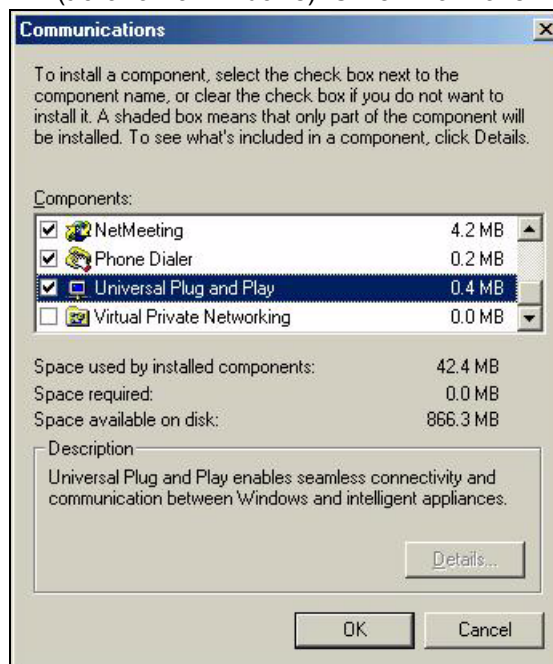 Communications
To install a component, select the check box next to the
component name, or clear the check box if you do not want to
install it. A shaded box means that only part of the component will
be installed. To see what's included in a component, click Details.
Components:
NetMeeting 4.2 MB
Phone Dialer 0.2 MB
Universal Plug and Play 0.4 MB
Virtual Private Networking 0.0 MB
Space used by installed components: 42.4 MB
Space required: 0.0 MB
Space available on disk: 866.3 MB
Description
Universal Plug and Play enables seamless connectivity and
communication between Windows and intelligent appliances.
Details...
OK Cancel